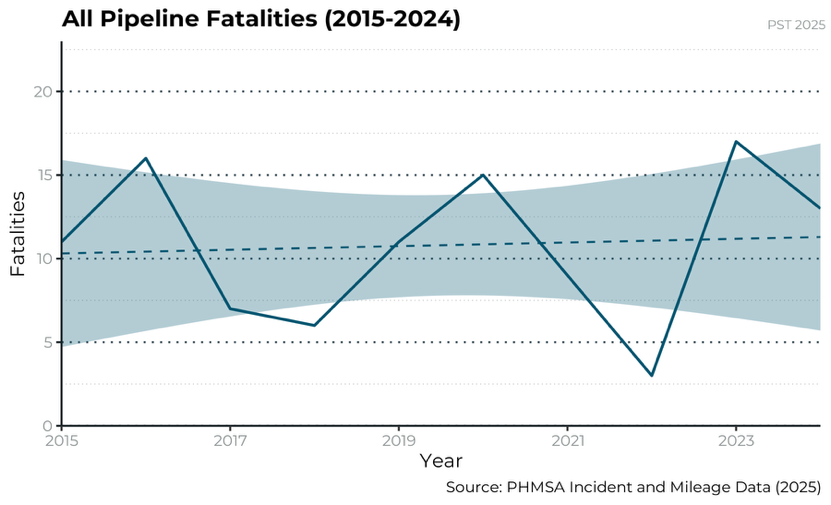 All Pipeline Fatalities (2015-2024)
PST 2025
Fatalities
20
15
10
5
0
2015 2017 2019 2021 2023
Year
Source: PHMSA Incident and Mileage Data (2025)